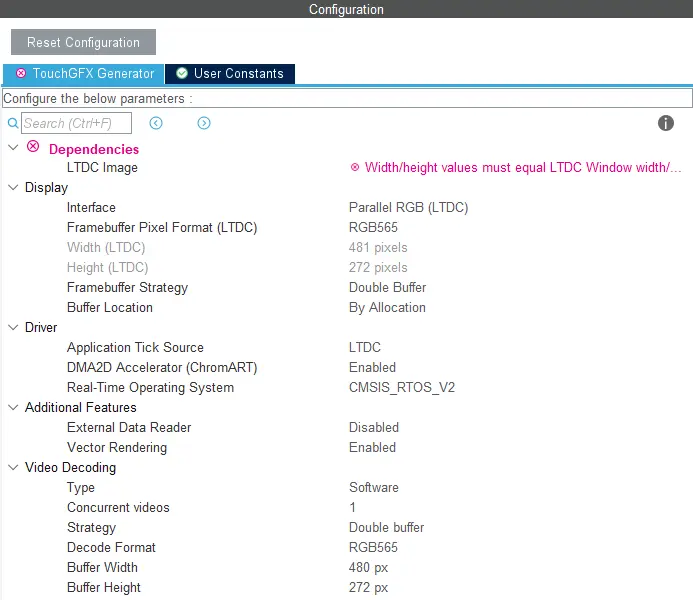 Configuration
Reset Configuration
TouchGFX Generator User Constants
Configure the below parameters :
Search (Ctrl+F)
Dependencies
LTDC Image Width/height values must equal LTDC Window width/...
Display
Interface Parallel RGB (LTDC)
Framebuffer Pixel Format (LTDC) RGB565
Width (LTDC) 481 pixels
Height (LTDC) 272 pixels
Framebuffer Strategy Double Buffer
Buffer Location By Allocation
Driver
Application Tick Source LTDC
DMA2D Accelerator (ChromART) Enabled
Real-Time Operating System CMSIS_RTOS_V2
Additional Features
External Data Reader Disabled
Vector Rendering Enabled
Video Decoding
Type Software
Concurrent videos 1
Strategy Double buffer
Decode Format RGB565
Buffer Width 480 px
Buffer Height 272 px